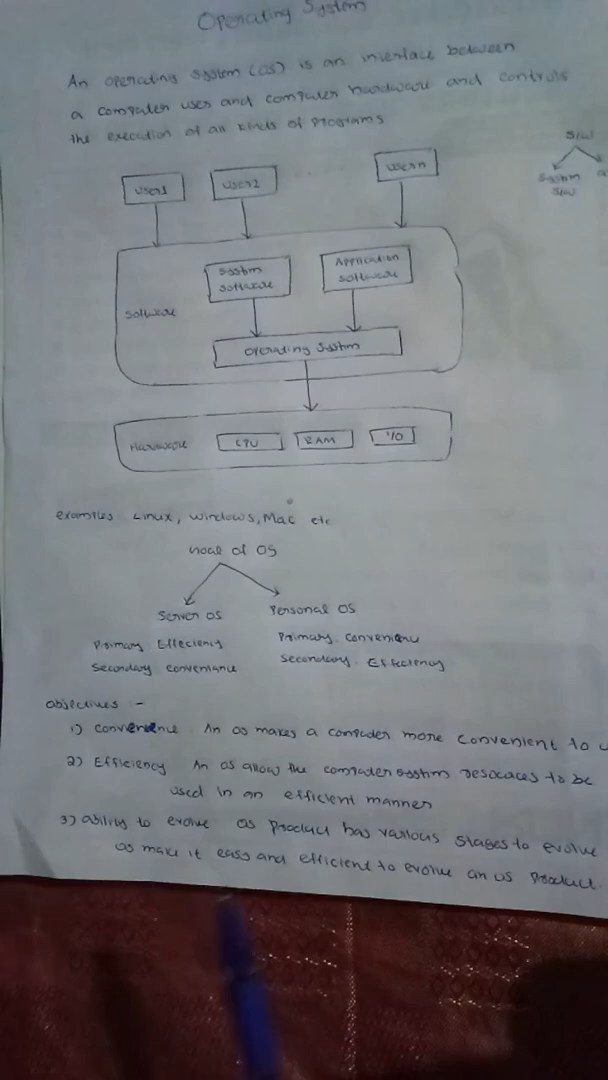 Operating System
An operating system (OS) is an interface between
a computer user and computer hardware and controls
the execution of all kinds of programs
S/W
System
S/W
user1
user2
usern
System
software
Application
software
software
operating system
Hardware
CPU
RAM
I/O
examples Linux, windows, Mac etc
of OS
Server OS
Personal OS
Primary Effeciency
Primary convenience
Secondary conveniance
Secondary Effeciency
objectives :-
1) convenience An os makes a computer more convenient to u
2) Efficiency An os allow the computer system to be
used in an efficient manner
3) ability to evolve os product has various stages to evolve
os make it easy and efficient to evolve an os product.